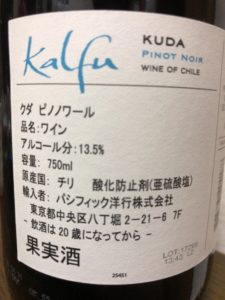 Kalfu
KUDA
PINOT NOIR
WINE OF CHILE
クダ ピノノワール
品名:ワイン
アルコール分:13.5%
容量: 750ml
原産国: チリ 酸化防止剤(亜硫酸塩)
輸入者: パシフィック洋行株式会社
東京都中央区八丁堀 2-21-6 7F
- 飲酒は 20 歳になってから -
果実酒
25451